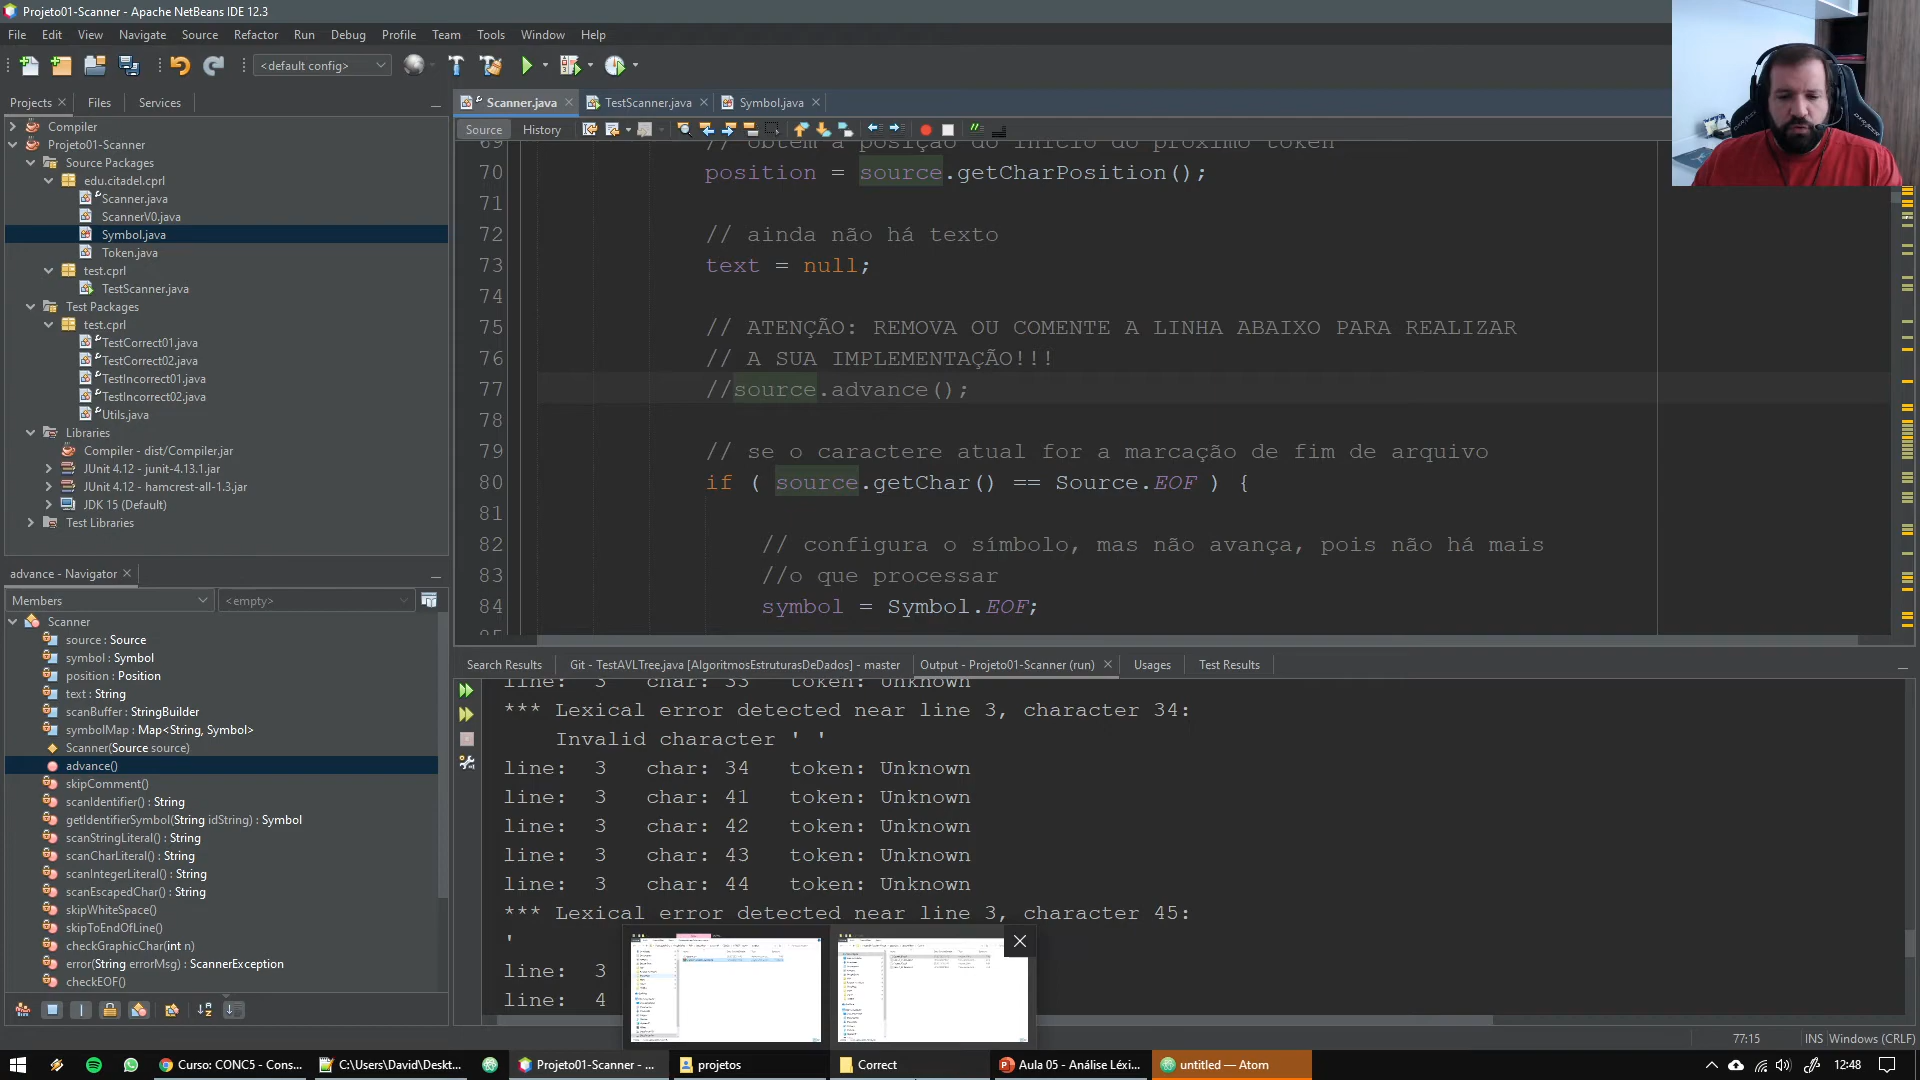 Projeto01-Scanner - Apache NetBeans IDE 12.3
File Edit View Navigate Source Refactor Run Debug Profile Team Tools Window Help
<default config>
Projects Files Services
Compiler
Projeto01-Scanner
Source Packages
edu.citadel.cprl
Scanner.java
ScannerV0.java
Symbol.java
Token.java
test.cprl
TestScanner.java
Test Packages
test.cprl
TestCorrect01.java
TestCorrect02.java
TestIncorrect01.java
TestIncorrect02.java
Utils.java
Libraries
Compiler - dist/Compiler.jar
JUnit 4.12 - junit-4.13.1.jar
JUnit 4.12 - hamcrest-all-1.3.jar
JDK 15 (Default)
Test Libraries
advance - Navigator
Members <empty>
Scanner
source : Source
symbol : Symbol
position : Position
text : String
scanBuffer : StringBuilder
symbolMap : Map<String, Symbol>
Scanner(Source source)
advance()
skipComment()
scanIdentifier() : String
getIdentifierSymbol(String idString) : Symbol
scanStringLiteral() : String
scanCharLiteral() : String
scanIntegerLiteral() : String
scanEscapedChar() : String
skipWhiteSpace()
skipToEndOfLine()
checkGraphicChar(int n)
error(String errorMsg) : ScannerException
checkEOF()
Scanner.java TestScanner.java Symbol.java
Source History
69 // obtém a posição do início do próximo token
70 position = source.getCharPosition();
71
72 // ainda não há texto
73 text = null;
74
75 // ATENÇÃO: REMOVA OU COMENTE A LINHA ABAIXO PARA REALIZAR
76 // A SUA IMPLEMENTAÇÃO!!!
77 //source.advance();
78
79 // se o caractere atual for a marcação de fim de arquivo
80 if ( source.getChar() == Source.EOF ) {
81
82 // configura o símbolo, mas não avança, pois não há mais
83 //o que processar
84 symbol = Symbol.EOF;
Search Results Git - TestAVLTree.java [AlgoritmosEstruturasDeDados] - master Output - Projeto01-Scanner (run) Usages Test Results
line: 3 char: 33 token: Unknown
*** Lexical error detected near line 3, character 34:
Invalid character ' '
line: 3 char: 34 token: Unknown
line: 3 char: 41 token: Unknown
line: 3 char: 42 token: Unknown
line: 3 char: 43 token: Unknown
line: 3 char: 44 token: Unknown
*** Lexical error detected near line 3, character 45:
'
line: 3
line: 4
77:15 INS Windows (CRLF)
Curso: CONC5 - Cons... C:\Users\David\Deskt... Projeto01-Scanner - ... projetos Correct Aula 05 - Análise Léxi... untitled — Atom 12:48